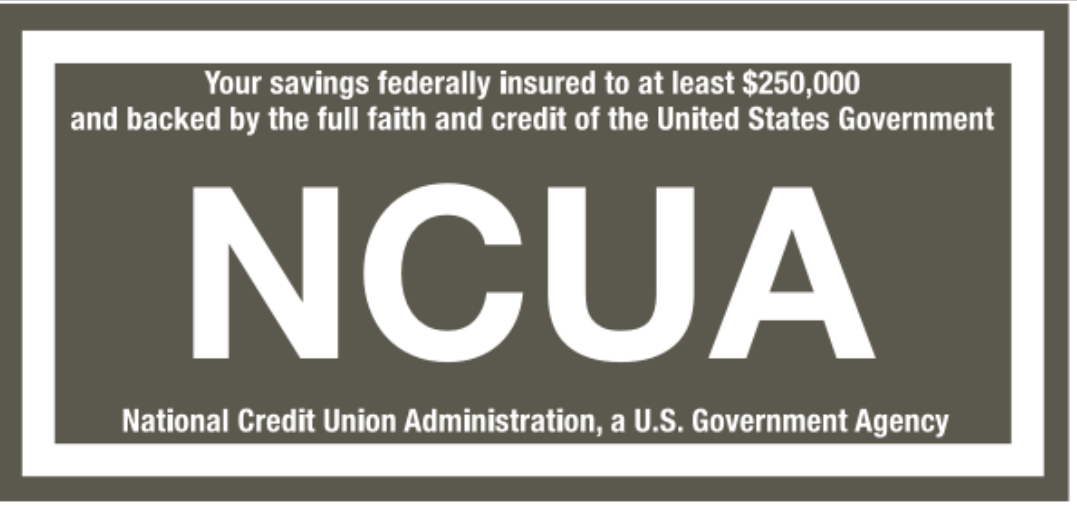 Your savings federally insured to at least $250,000
and backed by the full faith and credit of the United States Government
NCUA
National Credit Union Administration, a U.S. Government Agency